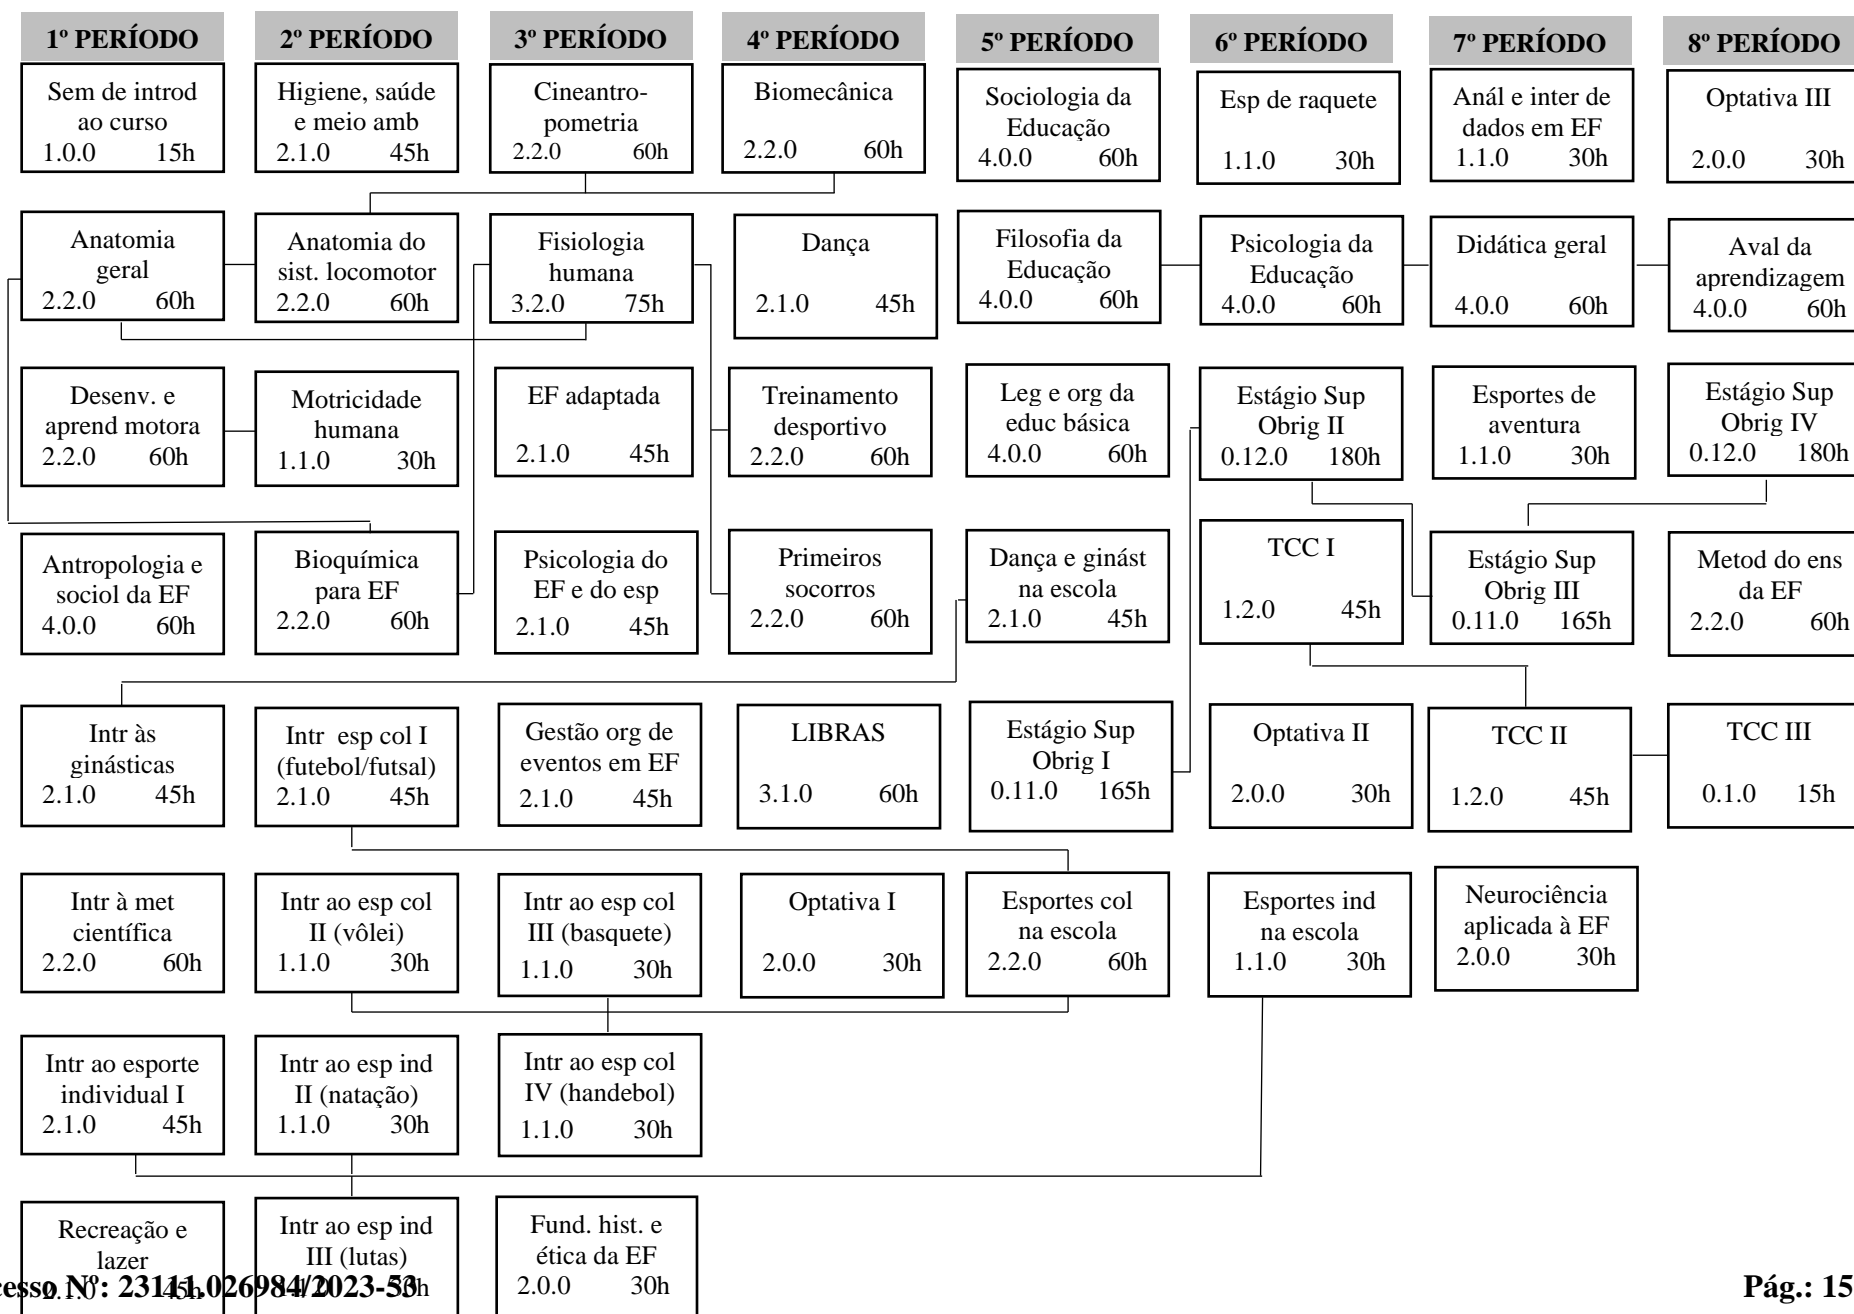 1º PERÍODO
2º PERÍODO
3º PERÍODO
4º PERÍODO
5º PERÍODO
6º PERÍODO
7º PERÍODO
8º PERÍODO
Sem de introd
ao curso
1.0.0 15h
Higiene, saúde
e meio amb
2.1.0 45h
Cineantro-
pometria
2.2.0 60h
Biomecânica
2.2.0 60h
Sociologia da
Educação
4.0.0 60h
Esp de raquete
1.1.0 30h
Anál e inter de
dados em EF
1.1.0 30h
Optativa III
2.0.0 30h
Anatomia
geral
2.2.0 60h
Anatomia do
sist. locomotor
2.2.0 60h
Fisiologia
humana
3.2.0 75h
Dança
2.1.0 45h
Filosofia da
Educação
4.0.0 60h
Psicologia da
Educação
4.0.0 60h
Didática geral
4.0.0 60h
Aval da
aprendizagem
4.0.0 60h
Desenv. e
aprend motora
2.2.0 60h
Motricidade
humana
1.1.0 30h
EF adaptada
2.1.0 45h
Treinamento
desportivo
2.2.0 60h
Leg e org da
educ básica
4.0.0 60h
Estágio Sup
Obrig II
0.12.0 180h
Esportes de
aventura
1.1.0 30h
Estágio Sup
Obrig IV
0.12.0 180h
Antropologia e
sociol da EF
4.0.0 60h
Bioquímica
para EF
2.2.0 60h
Psicologia do
EF e do esp
2.1.0 45h
Primeiros
socorros
2.2.0 60h
Dança e ginást
na escola
2.1.0 45h
TCC I
1.2.0 45h
Estágio Sup
Obrig III
0.11.0 165h
Metod do ens
da EF
2.2.0 60h
Intr às
ginásticas
2.1.0 45h
Intr esp col I
(futebol/futsal)
2.1.0 45h
Gestão org de
eventos em EF
2.1.0 45h
LIBRAS
3.1.0 60h
Estágio Sup
Obrig I
0.11.0 165h
Optativa II
2.0.0 30h
TCC II
1.2.0 45h
TCC III
0.1.0 15h
Intr à met
científica
2.2.0 60h
Intr ao esp col
II (vôlei)
1.1.0 30h
Intr ao esp col
III (basquete)
1.1.0 30h
Optativa I
2.0.0 30h
Esportes col
na escola
2.2.0 60h
Esportes ind
na escola
1.1.0 30h
Neurociência
aplicada à EF
2.0.0 30h
Intr ao esporte
individual I
2.1.0 45h
Intr ao esp ind
II (natação)
1.1.0 30h
Intr ao esp col
IV (handebol)
1.1.0 30h
Recreação e
lazer
2.1.0 45h
Intr ao esp ind
III (lutas)
1.1.0 30h
Fund. hist. e
ética da EF
2.0.0 30h
cesso Nº: 23111.026984/2023-53
Pág.: 15